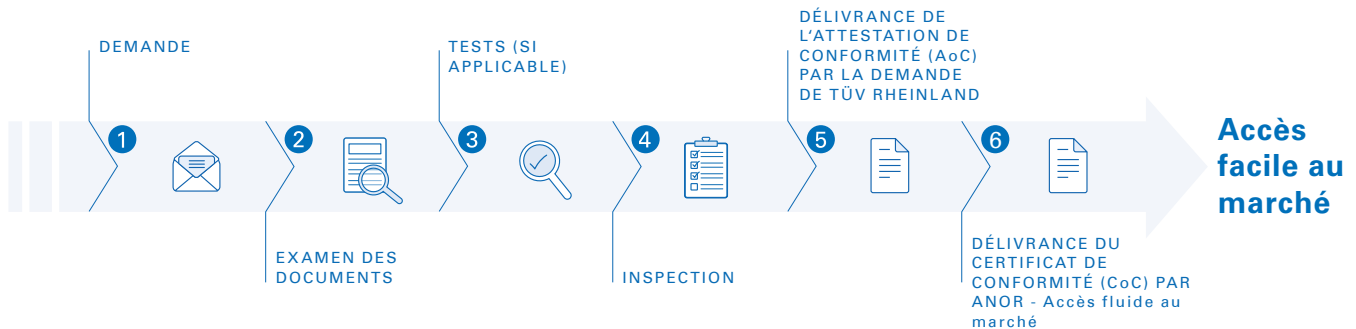 DEMANDE
1
EXAMEN DES
DOCUMENTS
2
TESTS (SI
APPLICABLE)
3
INSPECTION
4
DÉLIVRANCE DE
L‘ATTESTATION DE
CONFORMITÉ (AoC)
PAR LA DEMANDE
DE TÜV RHEINLAND
5
DÉLIVRANCE DU
CERTIFICAT DE
CONFORMITÉ (CoC) PAR
ANOR - Accès fluide au
marché
6
Accès
facile au
marché